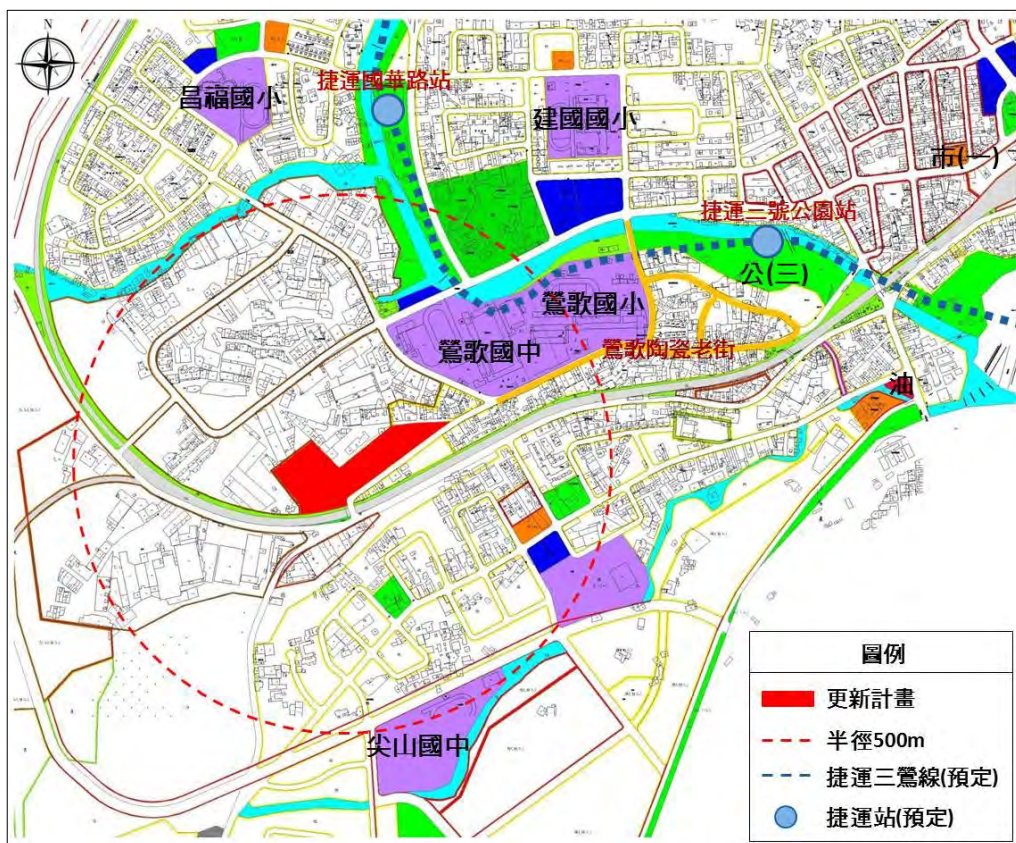 N
昌福國小
捷運國華路站
建國國小
市(一)
捷運三號公園站
公(三)
鶯歌國小
鶯歌國中
鶯歌陶瓷老街
油
尖山國中
圖例
更新計畫
半徑500m
捷運三鶯線(預定)
捷運站(預定)